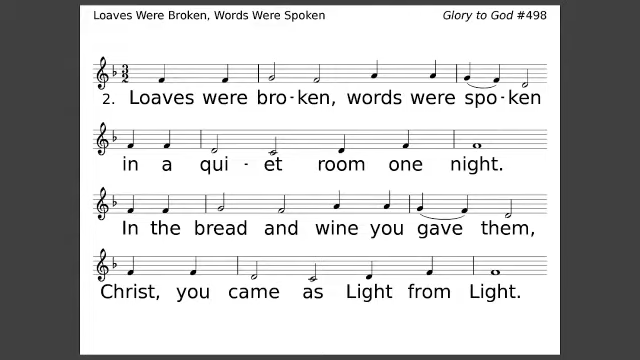 Loaves Were Broken, Words Were Spoken Glory to God #498
2. Loaves were bro-ken, words were spo-ken
in a qui-et room one night.
In the bread and wine you gave them,
Christ, you came as Light from Light.